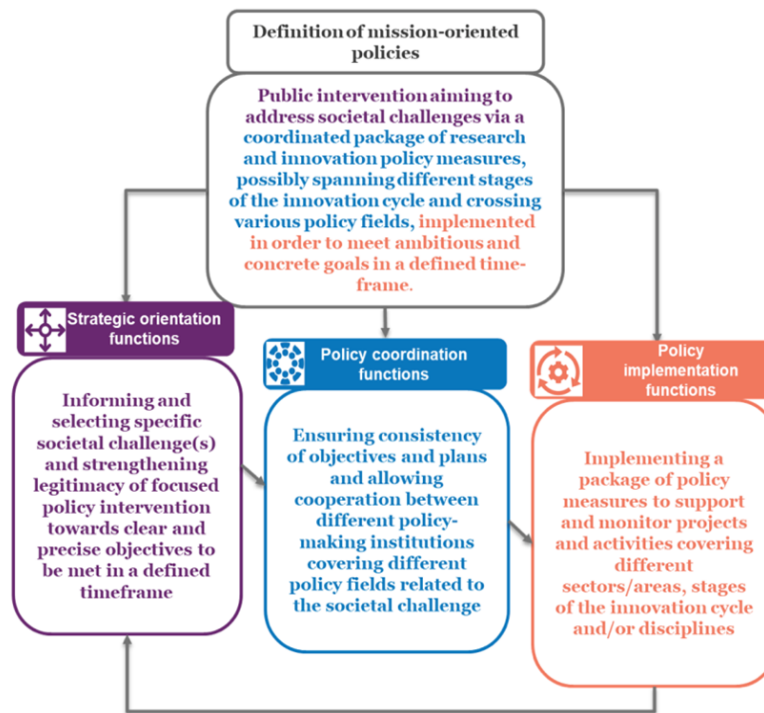 Definition of mission-oriented
policies
Public intervention aiming to
address societal challenges via a
coordinated package of research
and innovation policy measures,
possibly spanning different stages
of the innovation cycle and crossing
various policy fields, implemented
in order to meet ambitious and
concrete goals in a defined time-
frame.
Strategic orientation
functions
Informing and
selecting specific
societal challenge(s)
and strengthening
legitimacy of focused
policy intervention
towards clear and
precise objectives to
be met in a defined
timeframe
Policy coordination
functions
Ensuring consistency
of objectives and plans
and allowing
cooperation between
different policy-
making institutions
covering different
policy fields related to
the societal challenge
Policy
implementation
functions
Implementing a
package of policy
measures to support
and monitor projects
and activities covering
different
sectors/areas, stages
of the innovation cycle
and/or disciplines